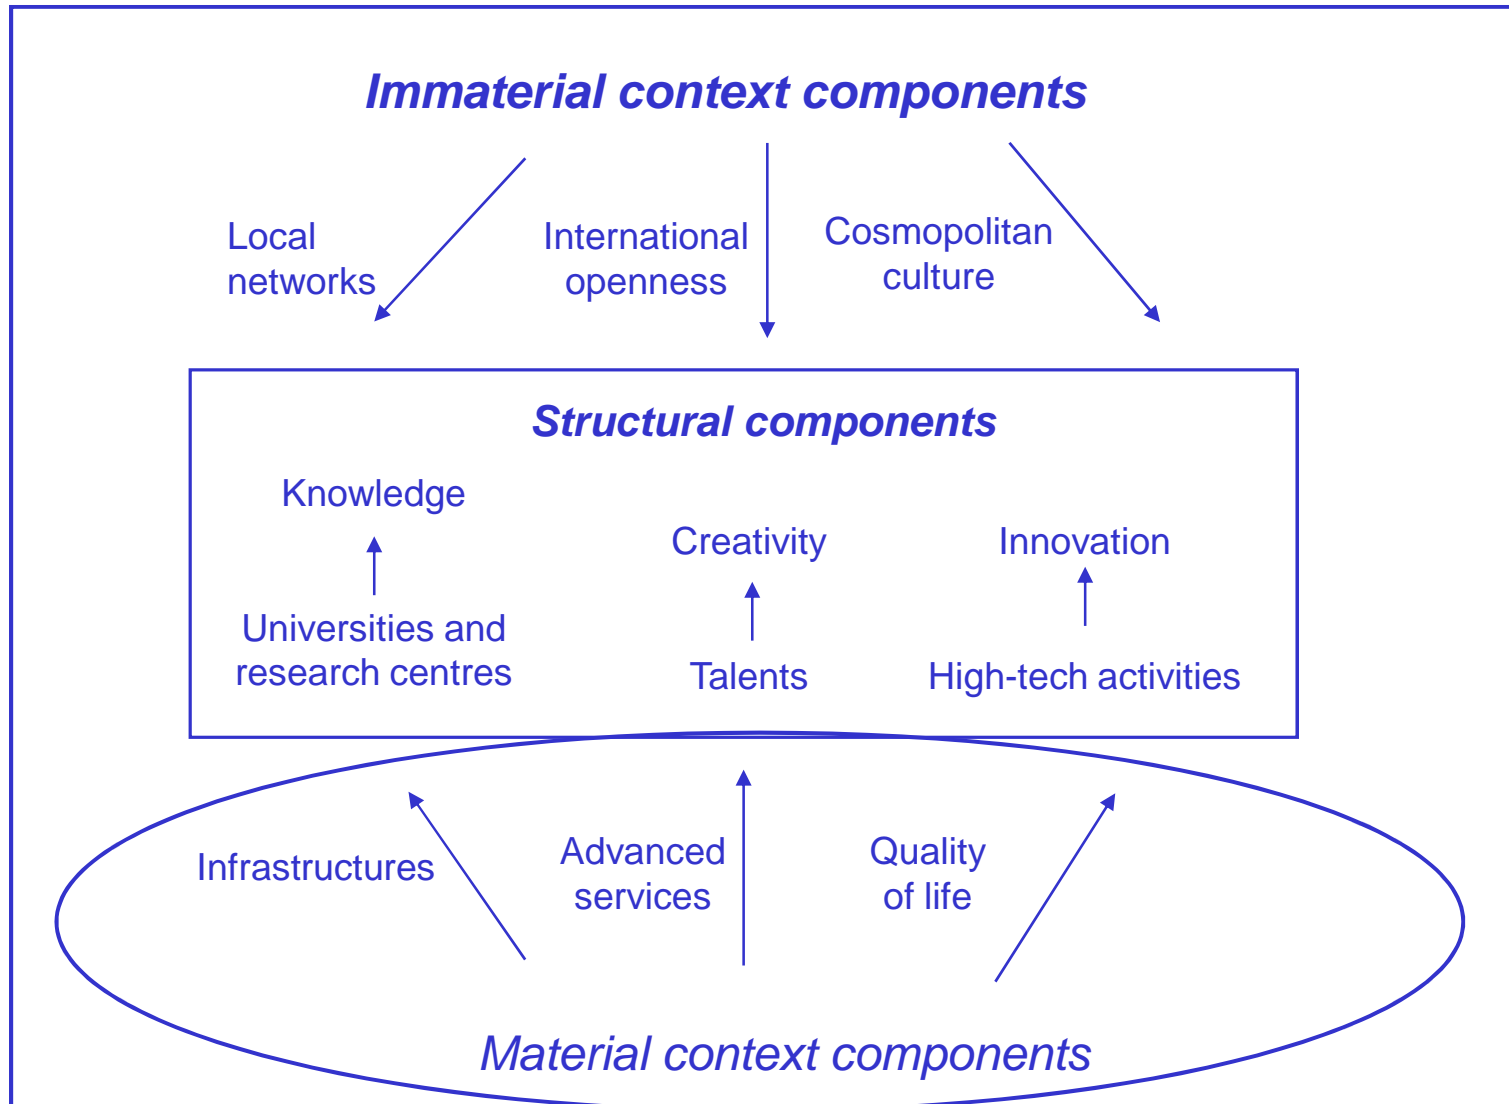 Immaterial context components
Local
networks
International
openness
Cosmopolitan
culture
Structural components
Knowledge
Creativity
Innovation
Universities and
research centres
Talents
High-tech activities
Infrastructures
Advanced
services
Quality
of life
Material context components